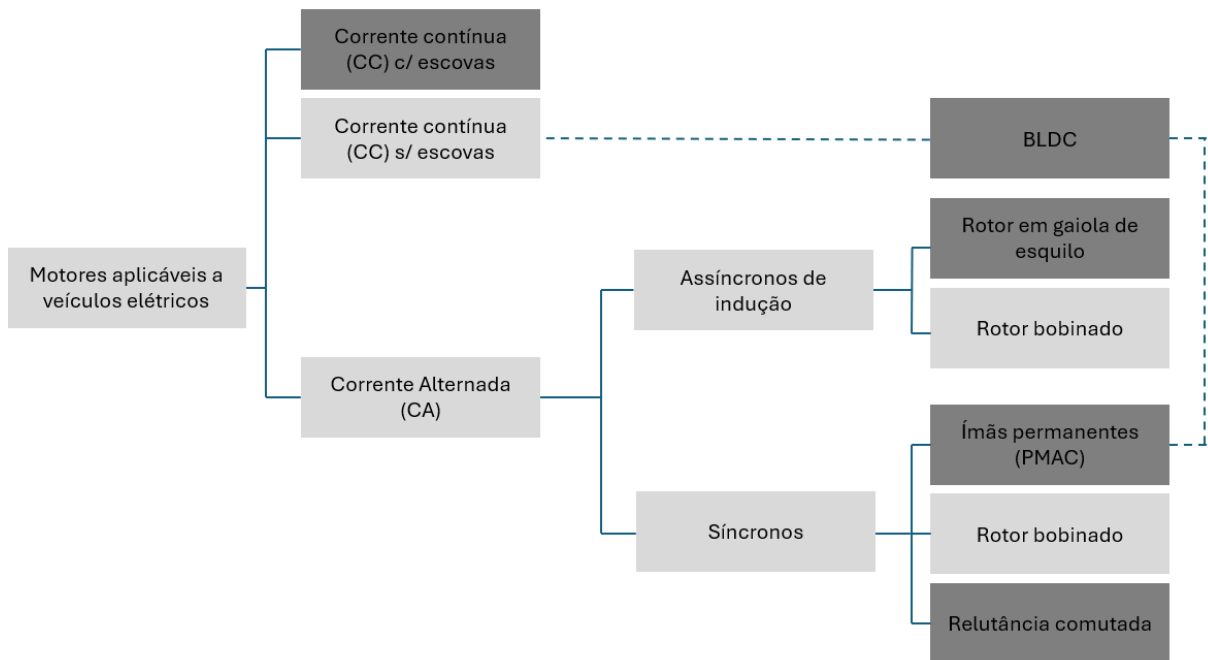 Corrente contínua
(CC) c/ escovas
Corrente contínua
(CC) s/ escovas
BLDC
Rotor em gaiola de
esquilo
Motores aplicáveis a
veículos elétricos
Assíncronos de
indução
Rotor bobinado
Corrente Alternada
(CA)
Ímãs permanentes
(PMAC)
Síncronos
Rotor bobinado
Relutância comutada